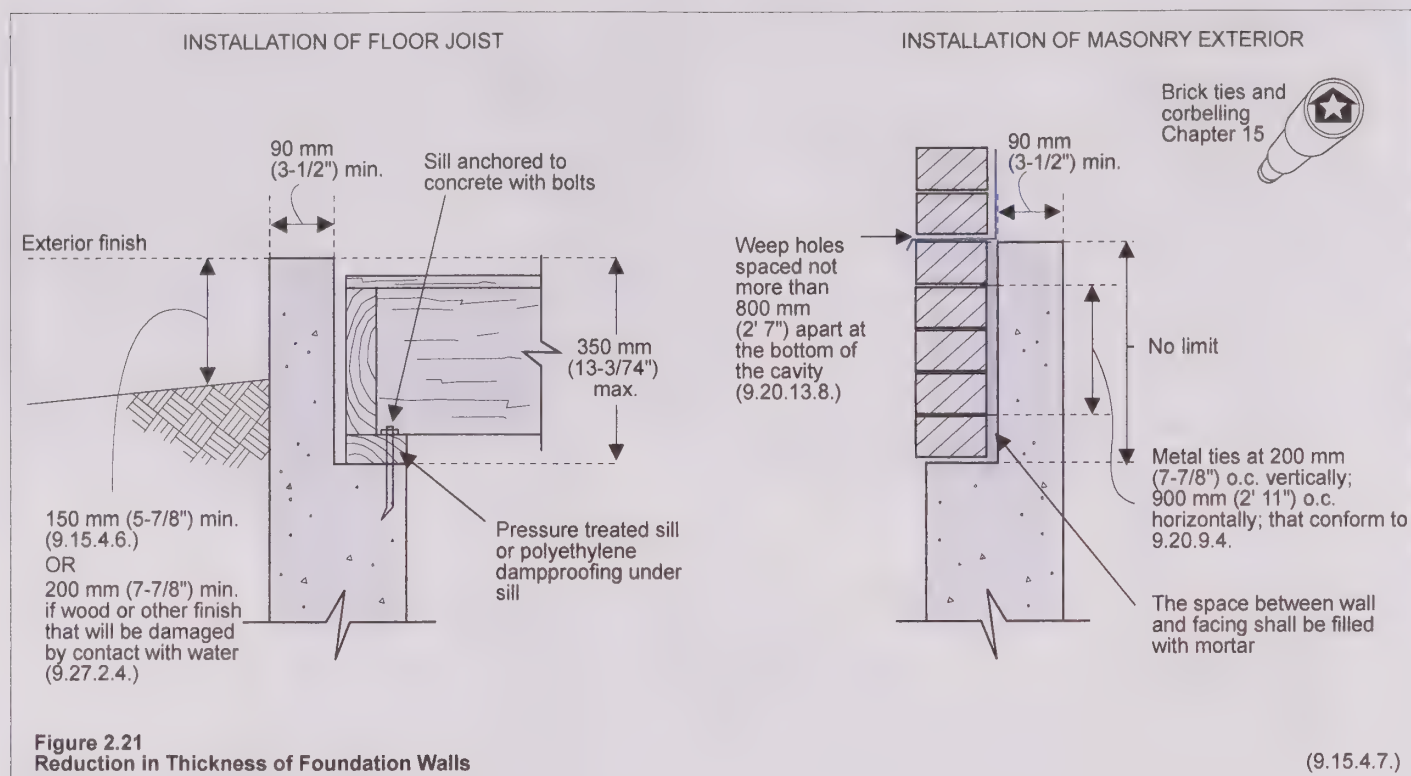 INSTALLATION OF FLOOR JOIST
90 mm
(3-1/2") min.
Sill anchored to
concrete with bolts
Exterior finish
350 mm
(13-3/74")
max.
150 mm (5-7/8") min.
(9.15.4.6.)
OR
200 mm (7-7/8") min.
if wood or other finish
that will be damaged
by contact with water
(9.27.2.4.)
Pressure treated sill
or polyethylene
dampproofing under
sill
INSTALLATION OF MASONRY EXTERIOR
Brick ties and
corbelling
Chapter 15
90 mm
(3-1/2") min.
Weep holes
spaced not
more than
800 mm
(2' 7") apart at
the bottom of
the cavity
(9.20.13.8.)
No limit
Metal ties at 200 mm
(7-7/8") o.c. vertically;
900 mm (2' 11") o.c.
horizontally; that conform to
9.20.9.4.
The space between wall
and facing shall be filled
with mortar
Figure 2.21
Reduction in Thickness of Foundation Walls
(9.15.4.7.)